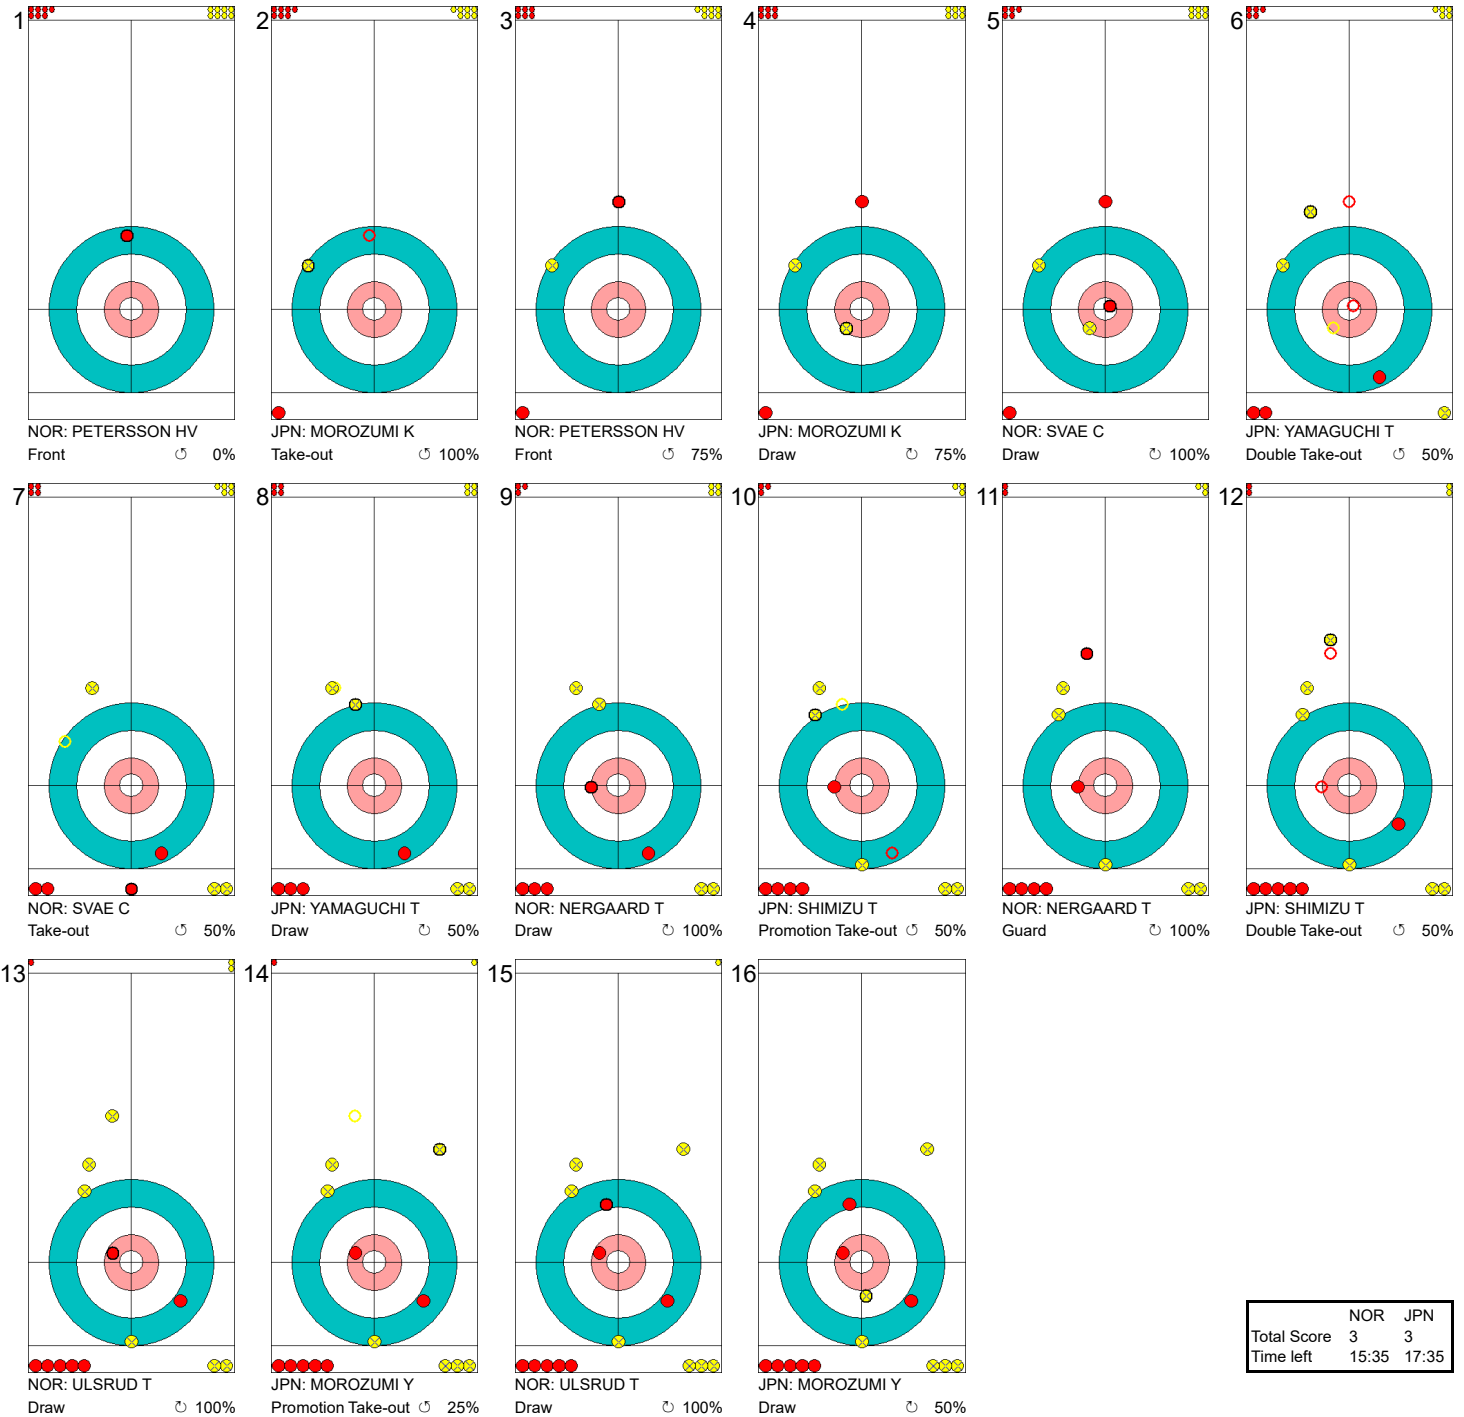 1
2
3
4
5
6
NOR: PETERSSON HV
Front ↺ 0%
JPN: MOROZUMI K
Take-out ↺ 100%
NOR: PETERSSON HV
Front ↺ 75%
JPN: MOROZUMI K
Draw ↻ 75%
NOR: SVAE C
Draw ↻ 100%
JPN: YAMAGUCHI T
Double Take-out ↺ 50%
7
8
9
10
11
12
NOR: SVAE C
Take-out ↺ 50%
JPN: YAMAGUCHI T
Draw ↻ 50%
NOR: NERGAARD T
Draw ↻ 100%
JPN: SHIMIZU T
Promotion Take-out ↺ 50%
NOR: NERGAARD T
Guard ↻ 100%
JPN: SHIMIZU T
Double Take-out ↺ 50%
13
14
15
16
NOR: ULSRUD T
Draw ↻ 100%
JPN: MOROZUMI Y
Promotion Take-out ↺ 25%
NOR: ULSRUD T
Draw ↻ 100%
JPN: MOROZUMI Y
Draw ↻ 50%
NOR JPN
Total Score 3 3
Time left 15:35 17:35